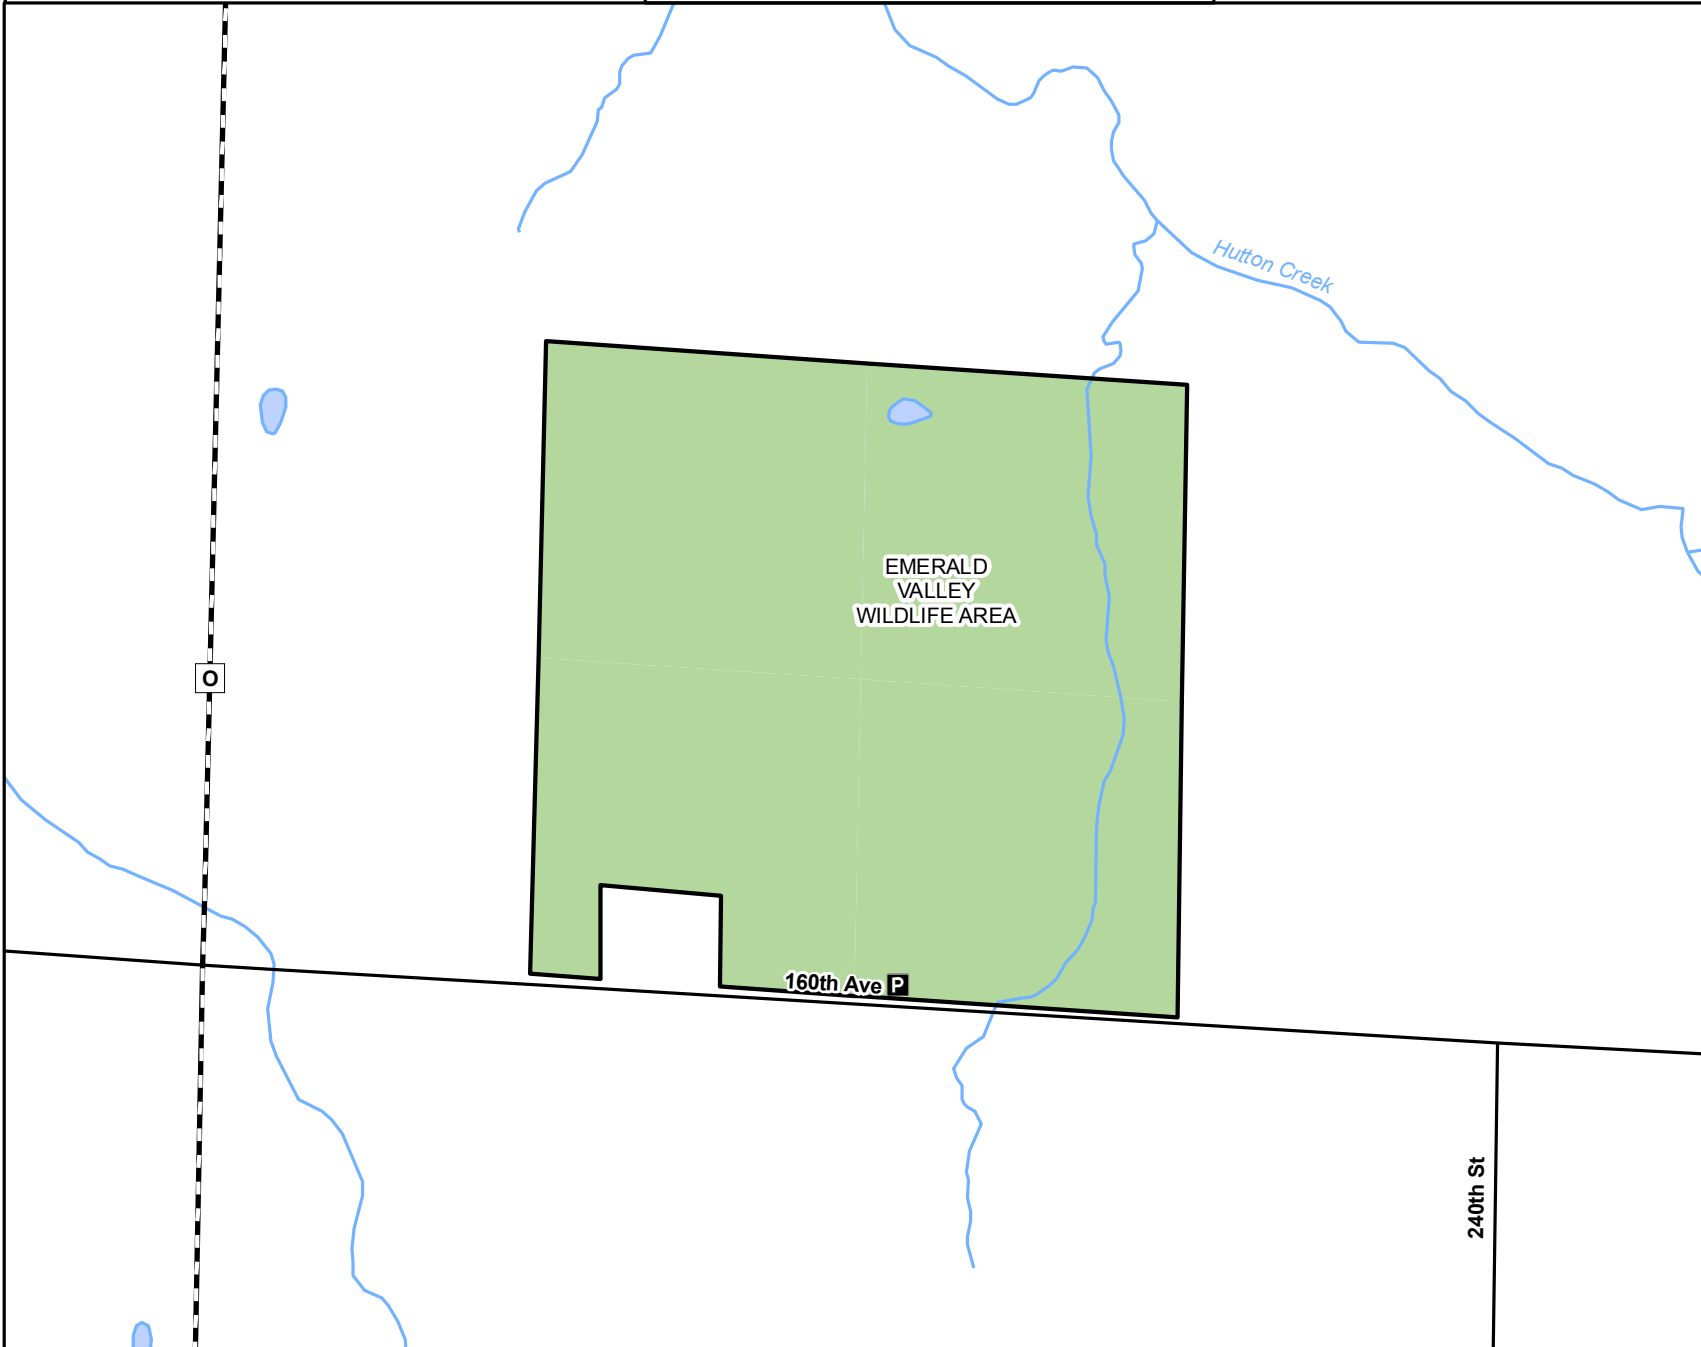 Hutton Creek
EMERALD
VALLEY
WILDLIFE AREA
O
160th Ave P
240th St